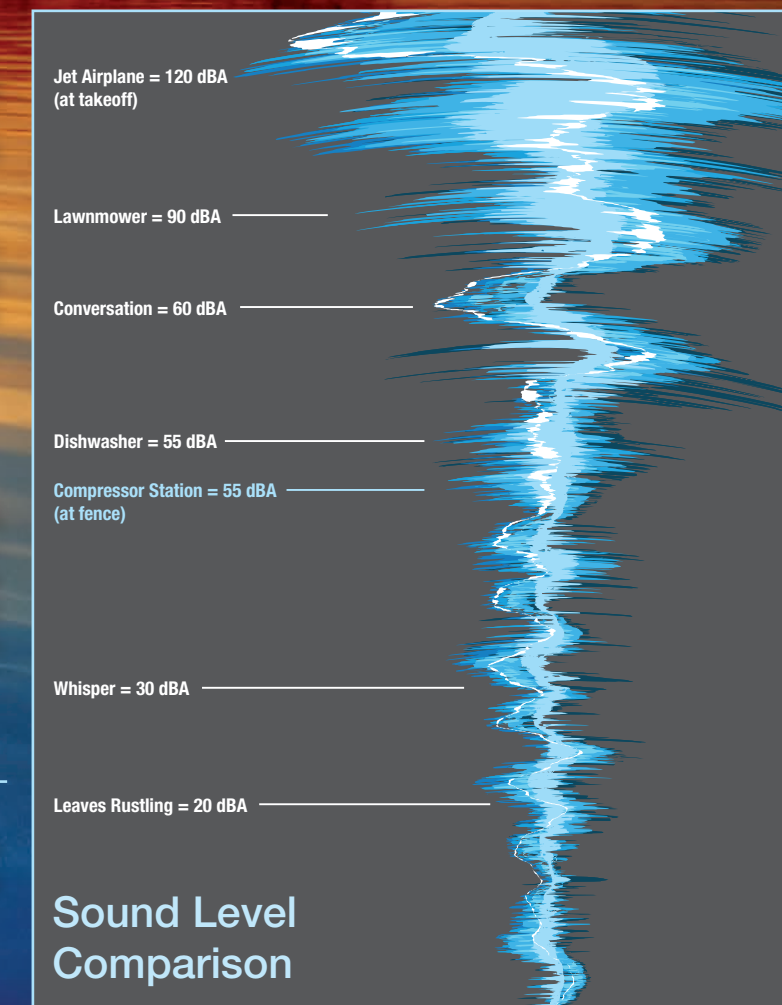 Jet Airplane = 120 dBA
(at takeoff)
Lawnmower = 90 dBA
Conversation = 60 dBA
Dishwasher = 55 dBA
Compressor Station = 55 dBA
(at fence)
Whisper = 30 dBA
Leaves Rustling = 20 dBA
Sound Level
Comparison